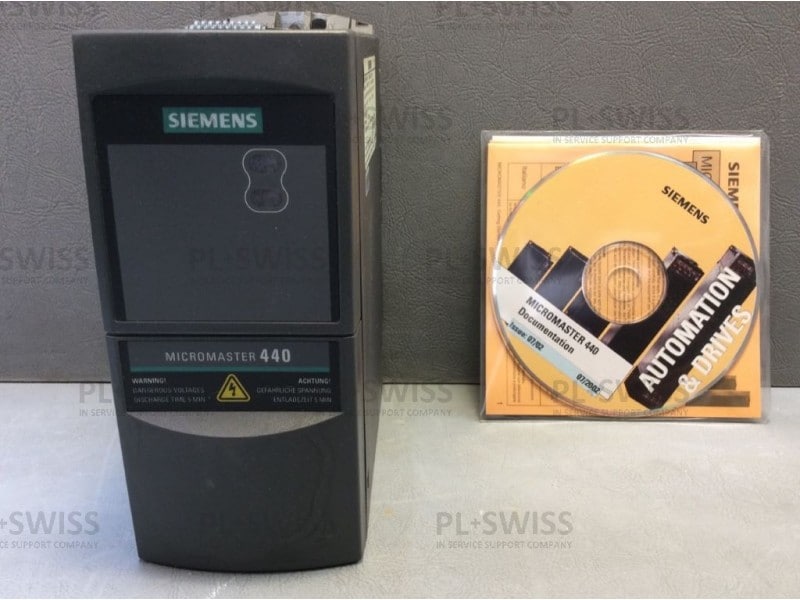 SIEMENS
MICROMASTER 440
WARNING!
DANGEROUS VOLTAGES
DISCHARGE TIME 5 MIN
ACHTUNG!
GEFÄHRLICHE SPANNUNG
ENTLADEZEIT 5 MIN
SIEMENS
MICROMASTER 440
Documentation
Issue: 07/02
07/2002
AUTOMATION
& DRIVES
PL+SWISS
IN SERVICE SUPPORT COMPANY